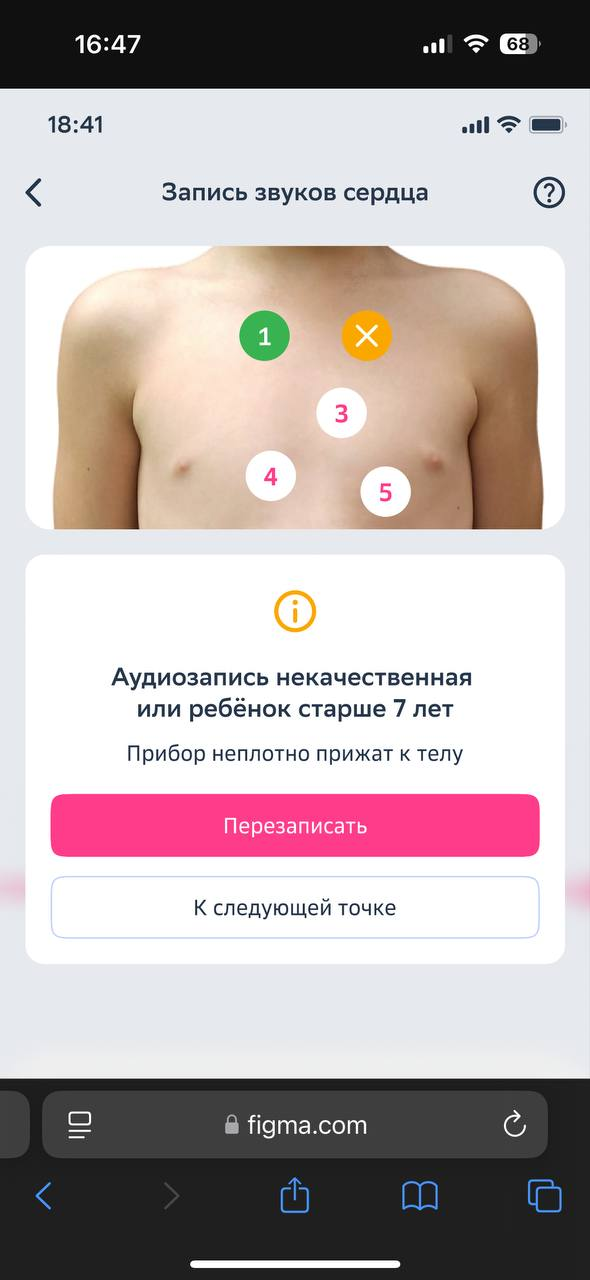 16:47
68
18:41
Запись звуков сердца
?
1
3
4
5
Аудиозапись некачественная
или ребёнок старше 7 лет
Прибор неплотно прижат к телу
Перезаписать
К следующей точке
figma.com